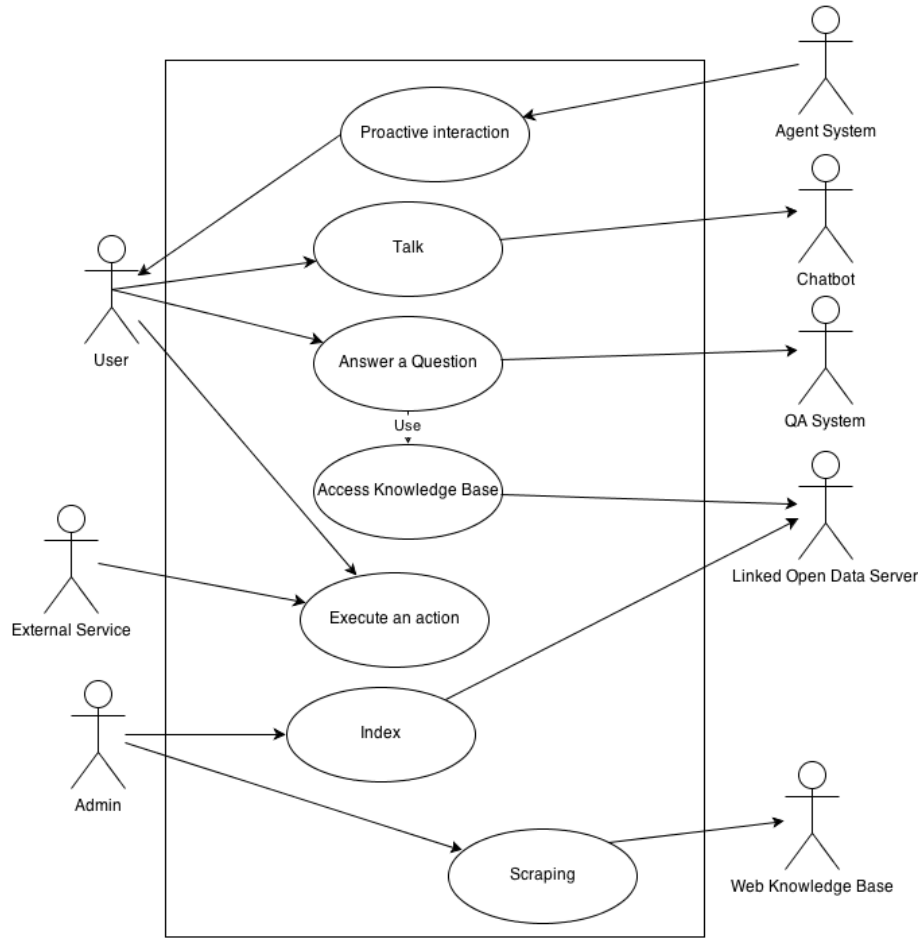 Proactive interaction
Agent System
Talk
Chatbot
User
Answer a Question
QA System
Use
Access Knowledge Base
Linked Open Data Server
External Service
Execute an action
Index
Admin
Scraping
Web Knowledge Base